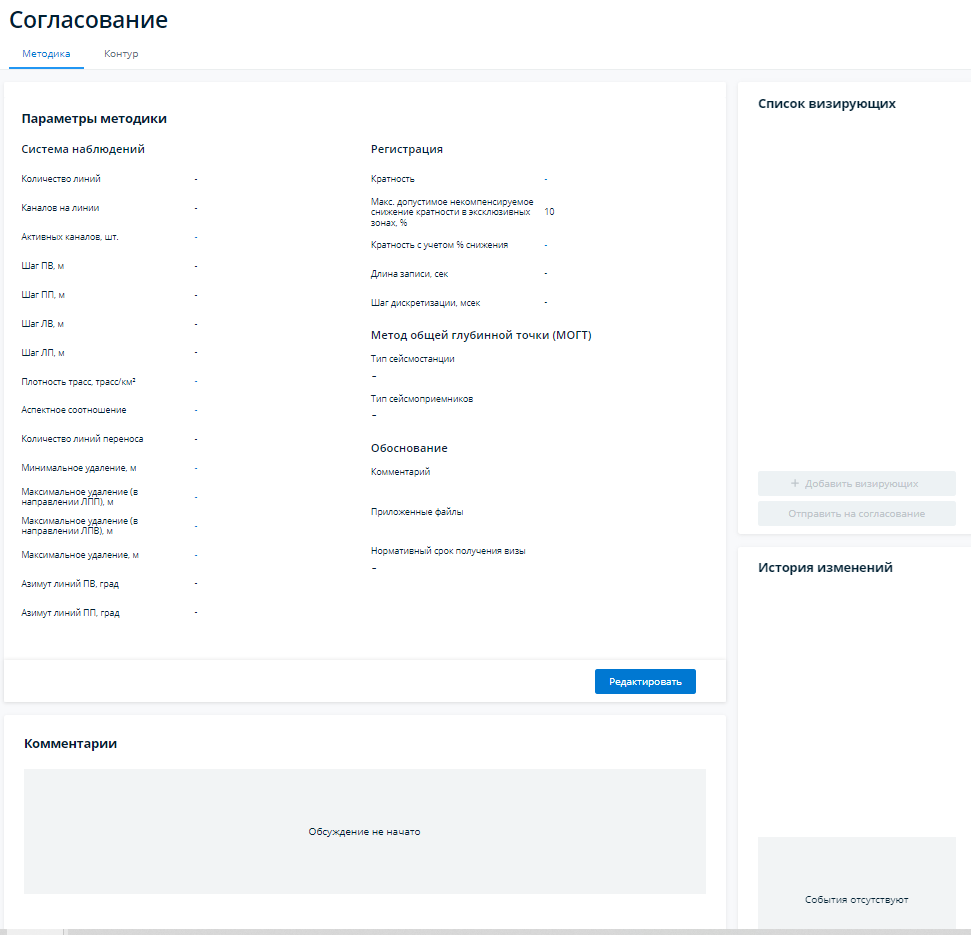 Согласование
Методика
Контур
Параметры методики
Система наблюдений
Количество линий -
Каналов на линии -
Активных каналов, шт. -
Шаг ПВ, м -
Шаг ПП, м -
Шаг ЛВ, м -
Шаг ЛП, м -
Плотность трасс, трасс/км² -
Аспектное соотношение -
Количество линий переноса -
Минимальное удаление, м -
Максимальное удаление (в
направлении ЛПП), м -
Максимальное удаление (в
направлении ЛПВ), м -
Максимальное удаление, м -
Азимут линий ПВ, град -
Азимут линий ПП, град -
Регистрация
Кратность -
Макс. допустимое некомпенсируемое
снижение кратности в эксклюзивных 10
зонах, %
Кратность с учетом % снижения -
Длина записи, сек -
Шаг дискретизации, мсек -
Метод общей глубинной точки (МОГТ)
Тип сейсмостанции
–
Тип сейсмоприемников
–
Обоснование
Комментарий
Приложенные файлы
Нормативный срок получения визы
–
Редактировать
Комментарии
Обсуждение не начато
Список визирующих
+ Добавить визирующих
Отправить на согласование
История изменений
События отсутствуют